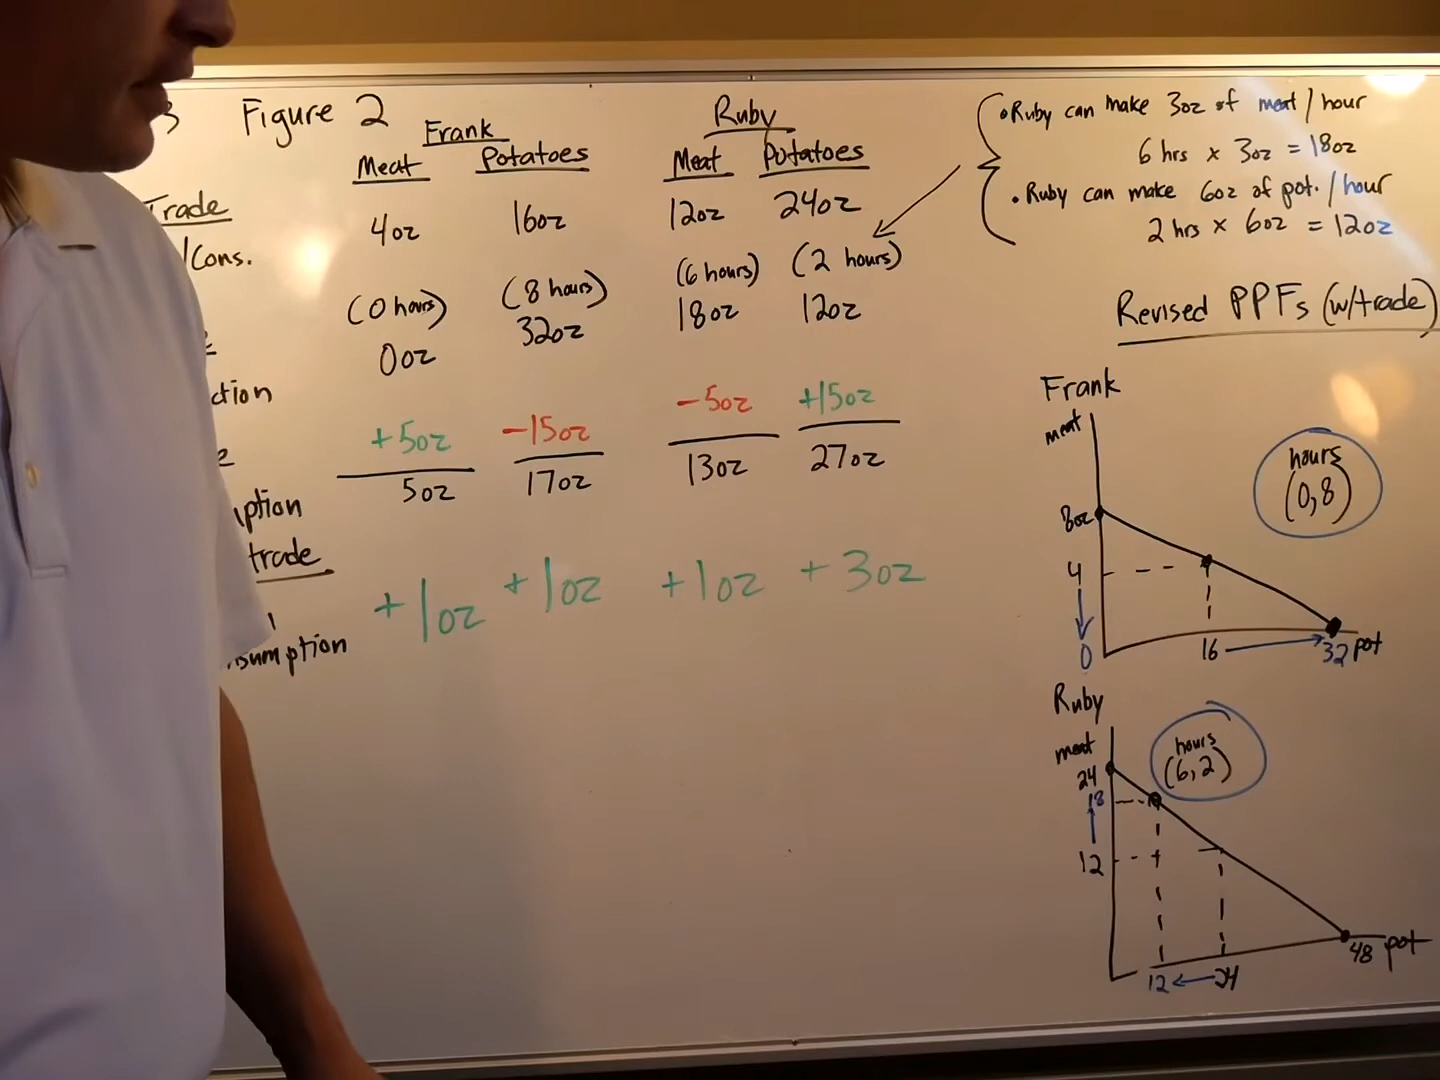 3 Figure 2
Frank
Ruby
Meat Potatoes Meat Potatoes
Trade
/Cons.
4oz 16oz 12oz 24oz
(0 hours) (8 hours) (6 hours) (2 hours)
0oz 32oz 18oz 12oz
ction
+5oz -15oz -5oz +15oz
5oz 17oz 13oz 27oz
ption
trade
+1oz +1oz +1oz +3oz
sumption
• Ruby can make 3oz of meat / hour
6 hrs x 3oz = 18oz
• Ruby can make 6oz of pot. / hour
2 hrs x 6oz = 12oz
Revised PPFs (w/trade)
Frank
meat
hours
(0,8)
8oz
4
0
16
32 pot
Ruby
meat
hours
(6,2)
24
18
12
48 pot
12 24